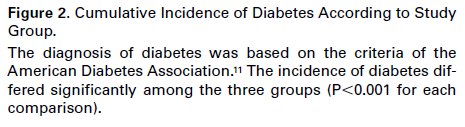 Figure 2. Cumulative Incidence of Diabetes According to Study
Group.
The diagnosis of diabetes was based on the criteria of the
American Diabetes Association.¹¹ The incidence of diabetes dif-
fered significantly among the three groups (P<0.001 for each
comparison).